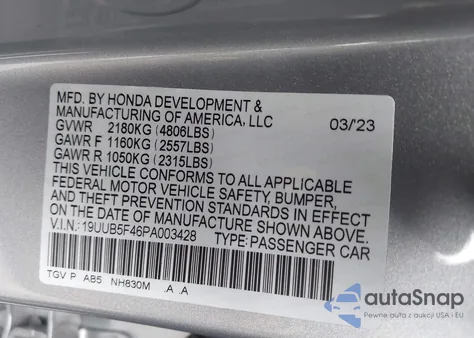 MFD. BY HONDA DEVELOPMENT &
MANUFACTURING OF AMERICA, LLC 03/'23
GVWR 2180KG (4806LBS)
GAWR F 1160KG (2557LBS)
GAWR R 1050KG (2315LBS)
THIS VEHICLE CONFORMS TO ALL APPLICABLE
FEDERAL MOTOR VEHICLE SAFETY, BUMPER,
AND THEFT PREVENTION STANDARDS IN EFFECT
ON THE DATE OF MANUFACTURE SHOWN ABOVE.
V.I.N.: 19UUB5F46PA003428 TYPE: PASSENGER CAR
TGV P AB5 NH830M A A
autoSnap
Pewne auta z aukcji USA i EU